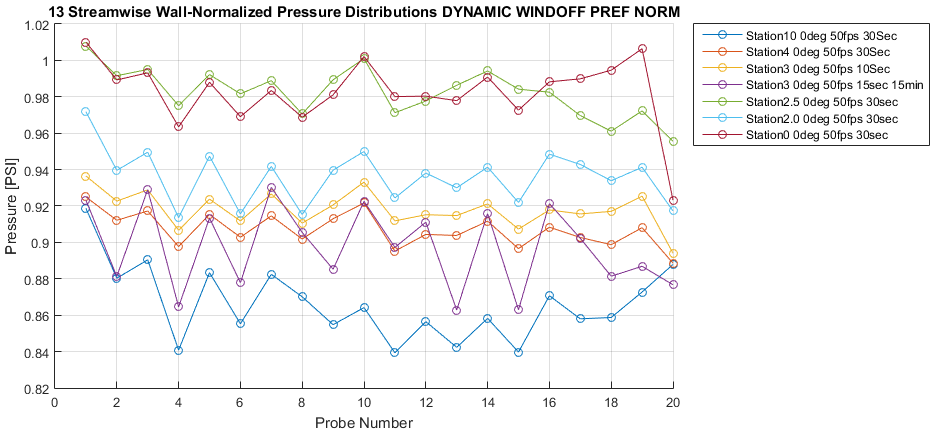 13 Streamwise Wall-Normalized Pressure Distributions DYNAMIC WINDOFF PREF NORM
1.02
1
0.98
0.96
0.94
0.92
0.9
0.88
0.86
0.84
0.82
Pressure [PSI]
0 2 4 6 8 10 12 14 16 18 20
Probe Number
Station10 0deg 50fps 30Sec
Station4 0deg 50fps 30Sec
Station3 0deg 50fps 10Sec
Station3 0deg 50fps 15sec 15min
Station2.5 0deg 50fps 30sec
Station2.0 0deg 50fps 30sec
Station0 0deg 50fps 30sec